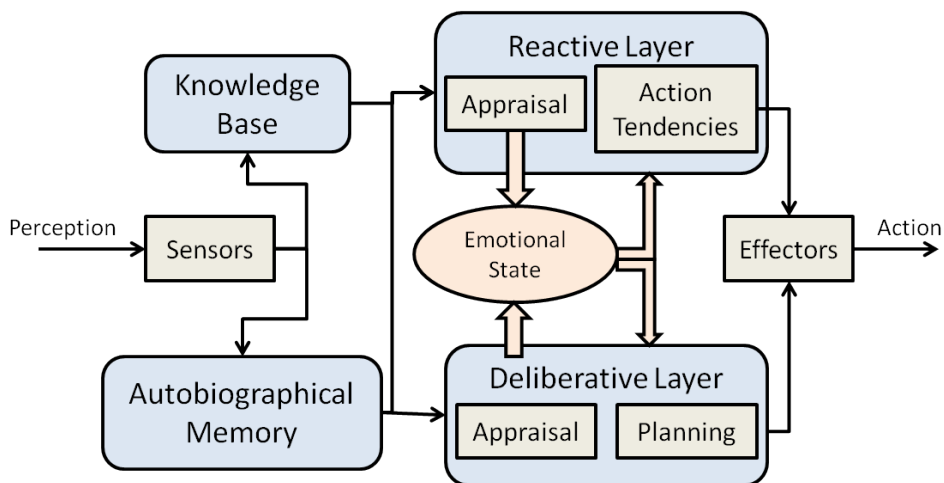 Knowledge
Base
Reactive Layer
Appraisal
Action
Tendencies
Perception
Sensors
Emotional
State
Effectors
Action
Autobiographical
Memory
Deliberative Layer
Appraisal
Planning